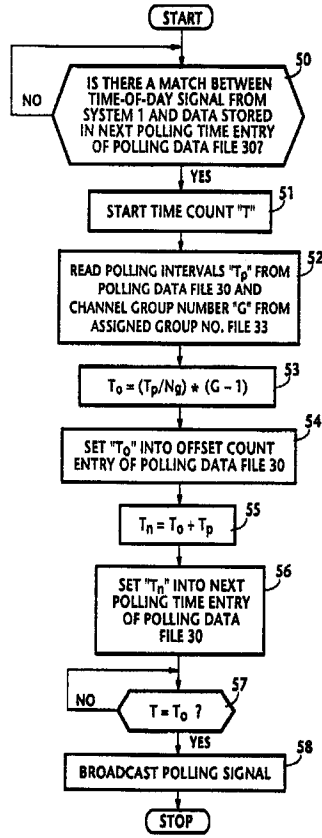 START
50
IS THERE A MATCH BETWEEN
TIME-OF-DAY SIGNAL FROM
SYSTEM 1 AND DATA STORED
IN NEXT POLLING TIME ENTRY
OF POLLING DATA FILE 30?
NO
YES
51
START TIME COUNT "T"
52
READ POLLING INTERVALS "Tp" FROM
POLLING DATA FILE 30 AND
CHANNEL GROUP NUMBER "G" FROM
ASSIGNED GROUP NO. FILE 33
53
To = (Tp/Ng) * (G - 1)
54
SET "To" INTO OFFSET COUNT
ENTRY OF POLLING DATA FILE 30
55
Tn = To + Tp
56
SET "Tn" INTO NEXT
POLLING TIME ENTRY
OF POLLING DATA
FILE 30
57
NO
T = To ?
YES
58
BROADCAST POLLING SIGNAL
STOP